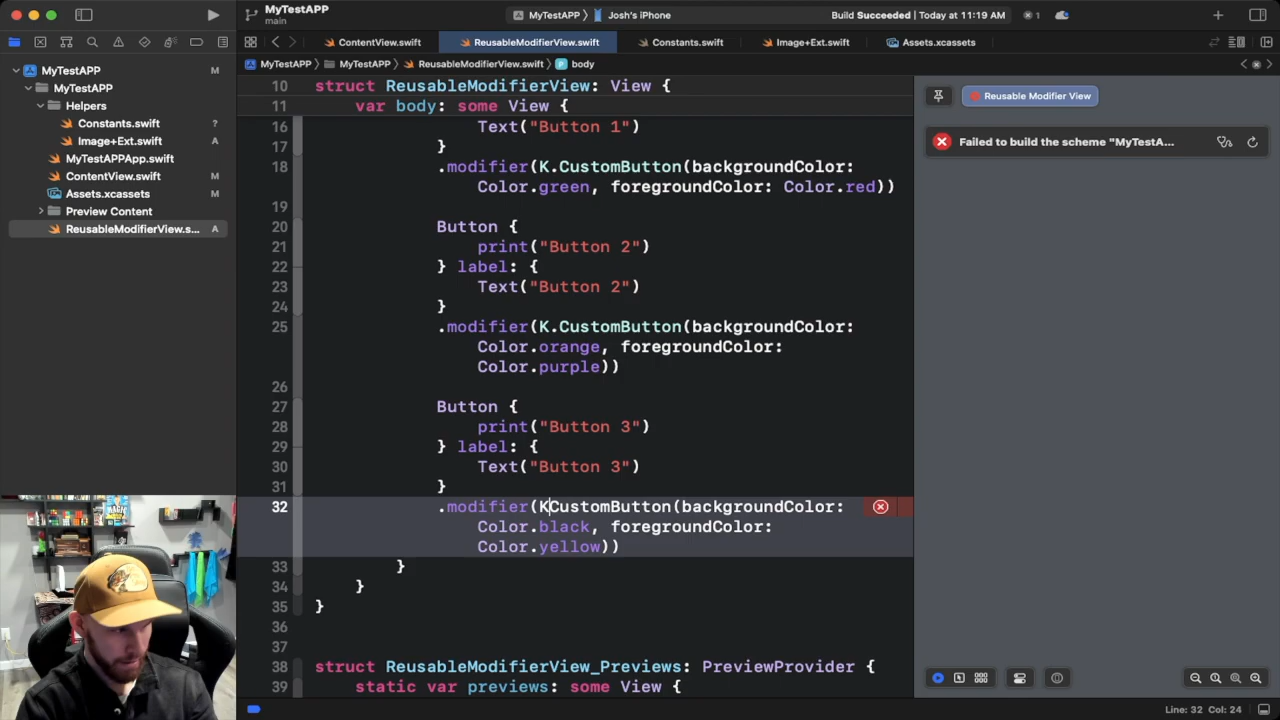 MyTestAPP
main
MyTestAPP
Josh's iPhone
Build Succeeded | Today at 11:19 AM
1
ContentView.swift
ReusableModifierView.swift
Constants.swift
Image+Ext.swift
Assets.xcassets
MyTestAPP
MyTestAPP
ReusableModifierView.swift
body
MyTestAPP M
MyTestAPP
Helpers
Constants.swift ?
Image+Ext.swift A
MyTestAPPApp.swift
ContentView.swift M
Assets.xcassets M
Preview Content
ReusableModifierView.s... A
10 struct ReusableModifierView: View {
11 var body: some View {
16 Text("Button 1")
17 }
18 .modifier(K.CustomButton(backgroundColor:
Color.green, foregroundColor: Color.red))
19
20 Button {
21 print("Button 2")
22 } label: {
23 Text("Button 2")
24 }
25 .modifier(K.CustomButton(backgroundColor:
Color.orange, foregroundColor:
Color.purple))
26
27 Button {
28 print("Button 3")
29 } label: {
30 Text("Button 3")
31 }
32 .modifier(KCustomButton(backgroundColor:
Color.black, foregroundColor:
Color.yellow))
33 }
34 }
35 }
36
37
38 struct ReusableModifierView_Previews: PreviewProvider {
39 static var previews: some View {
Reusable Modifier View
Failed to build the scheme "MyTestA...
Line: 32 Col: 24